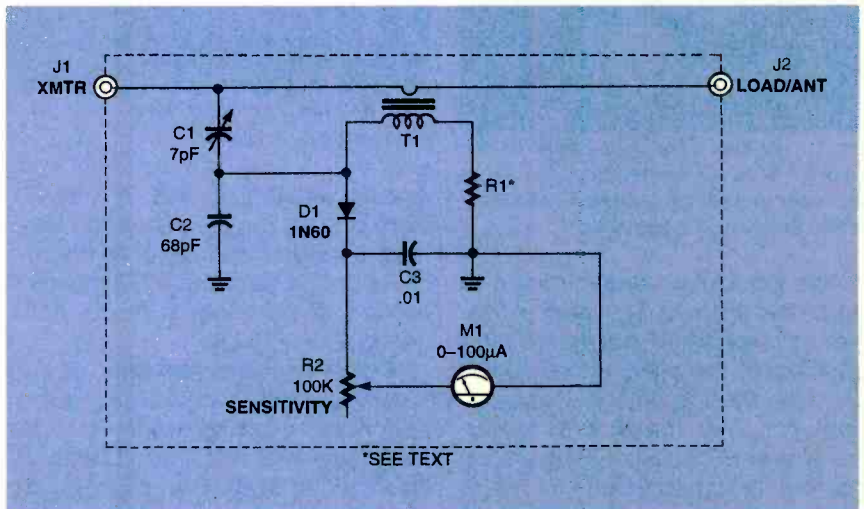 J1
XMTR
J2
LOAD/ANT
C1
7pF
T1
R1*
C2
68pF
D1
1N60
C3
.01
M1
0–100µA
R2
100K
SENSITIVITY
*SEE TEXT